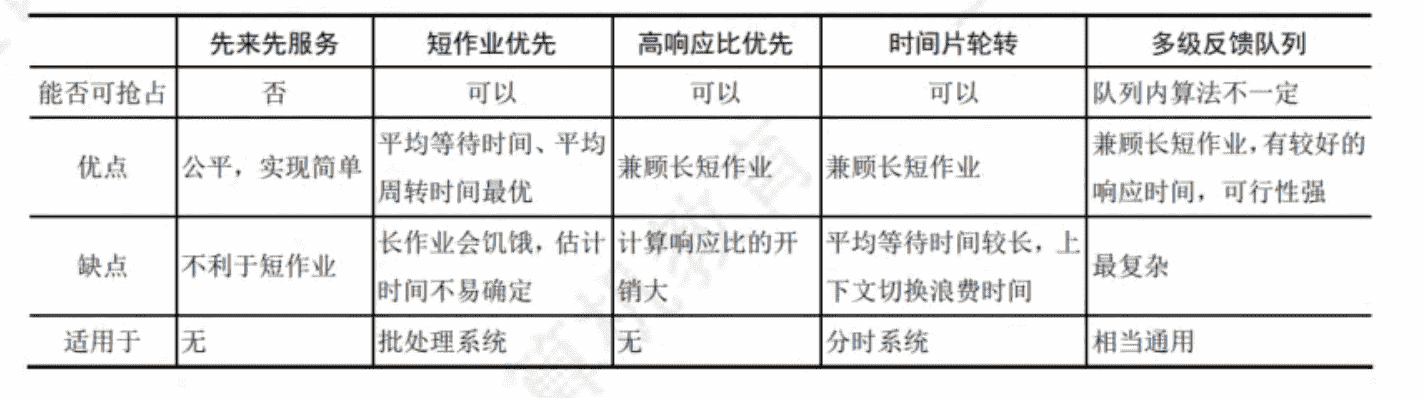 先来先服务 短作业优先 高响应比优先 时间片轮转 多级反馈队列
能否可抢占 否 可以 可以 可以 队列内算法不一定
优点 公平，实现简单 平均等待时间、平均周转时间最优 兼顾长短作业 兼顾长短作业 兼顾长短作业，有较好的响应时间，可行性强
缺点 不利于短作业 长作业会饥饿，估计时间不易确定 计算响应比的开销大 平均等待时间较长，上下文切换浪费时间 最复杂
适用于 无 批处理系统 无 分时系统 相当通用
算机教育